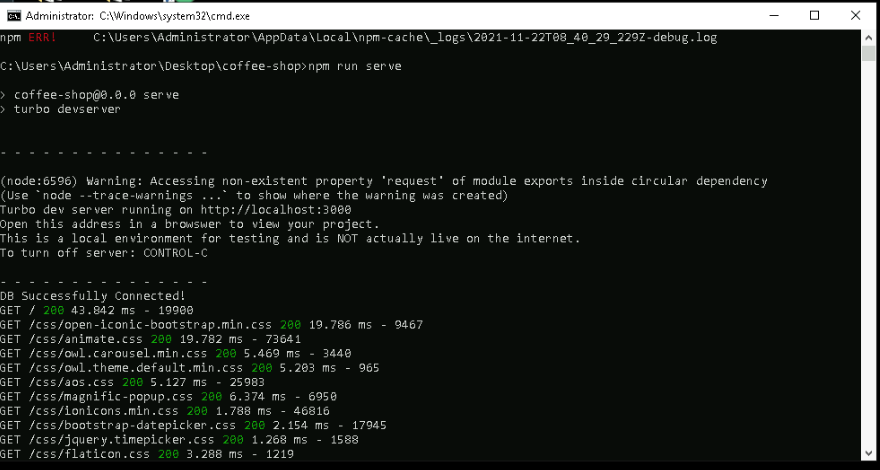 Administrator: C:\Windows\system32\cmd.exe
npm ERR!     C:\Users\Administrator\AppData\Local\npm-cache\_logs\2021-11-22T08_40_29_229Z-debug.log
C:\Users\Administrator\Desktop\coffee-shop>npm run serve
> coffee-shop@0.0.0 serve
> turbo devserver
- - - - - - - - - - - - - - -
(node:6596) Warning: Accessing non-existent property 'request' of module exports inside circular dependency
(Use `node --trace-warnings ...` to show where the warning was created)
Turbo dev server running on http://localhost:3000
Open this address in a browswer to view your project.
This is a local environment for testing and is NOT actually live on the internet.
To turn off server: CONTROL-C
- - - - - - - - - - - - - - -
DB Successfully Connected!
GET / 200 43.842 ms - 19900
GET /css/open-iconic-bootstrap.min.css 200 19.786 ms - 9467
GET /css/animate.css 200 19.782 ms - 73641
GET /css/owl.carousel.min.css 200 5.469 ms - 3440
GET /css/owl.theme.default.min.css 200 5.203 ms - 965
GET /css/aos.css 200 5.127 ms - 25983
GET /css/magnific-popup.css 200 6.374 ms - 6950
GET /css/ionicons.min.css 200 1.788 ms - 46816
GET /css/bootstrap-datepicker.css 200 2.154 ms - 17945
GET /css/jquery.timepicker.css 200 1.268 ms - 1588
GET /css/flaticon.css 200 3.288 ms - 1219